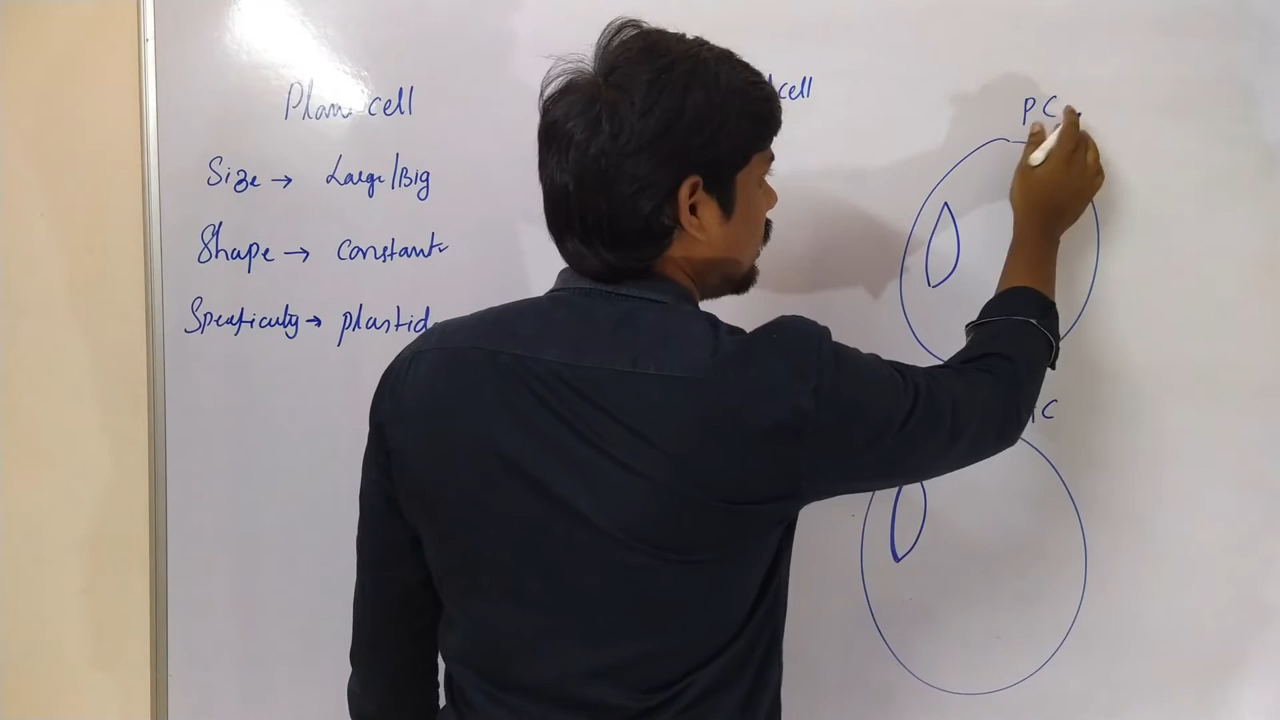 Plant cell
cell
Size → Large/Big
Shape → constant
Specificity → plastid
PC
C